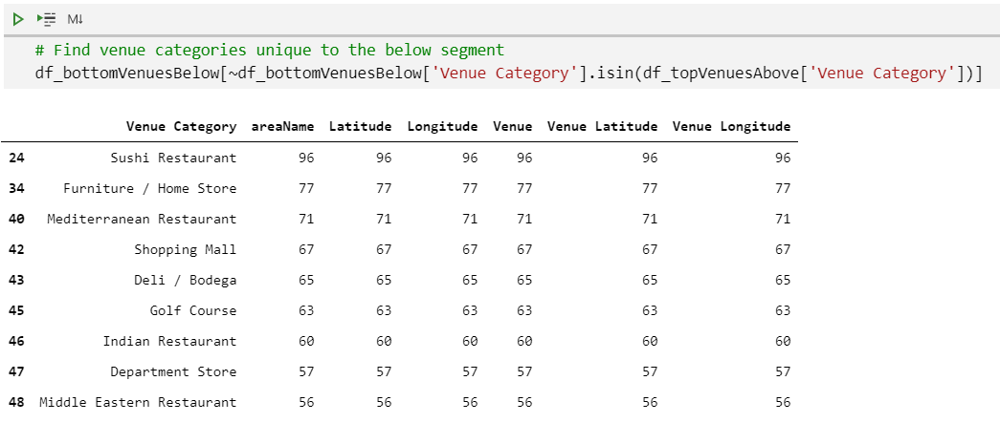 M↓
# Find venue categories unique to the below segment
df_bottomVenuesBelow[~df_bottomVenuesBelow['Venue Category'].isin(df_topVenuesAbove['Venue Category'])]
Venue Category areaName Latitude Longitude Venue Venue Latitude Venue Longitude
24 Sushi Restaurant 96 96 96 96 96 96
34 Furniture / Home Store 77 77 77 77 77 77
40 Mediterranean Restaurant 71 71 71 71 71 71
42 Shopping Mall 67 67 67 67 67 67
43 Deli / Bodega 65 65 65 65 65 65
45 Golf Course 63 63 63 63 63 63
46 Indian Restaurant 60 60 60 60 60 60
47 Department Store 57 57 57 57 57 57
48 Middle Eastern Restaurant 56 56 56 56 56 56